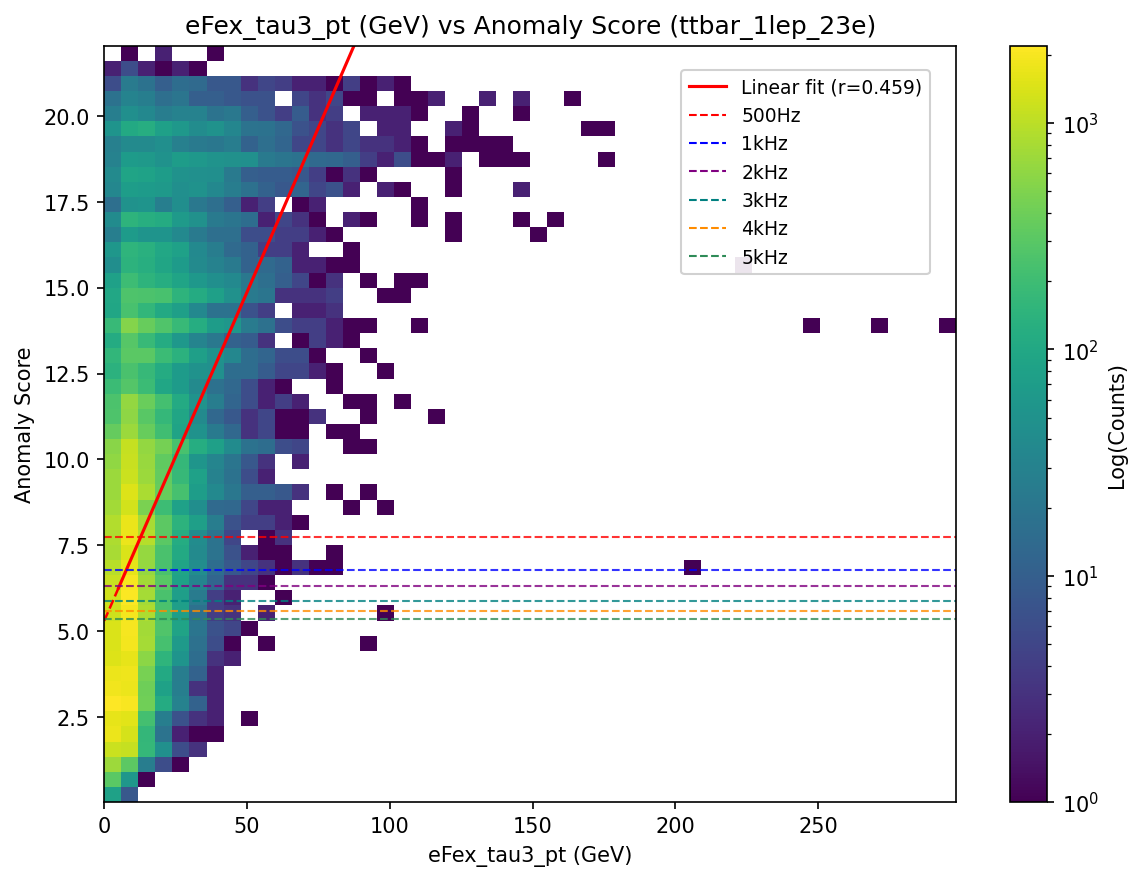 eFex_tau3_pt (GeV) vs Anomaly Score (ttbar_1lep_23e)
Linear fit (r=0.459)
500Hz
1kHz
2kHz
3kHz
4kHz
5kHz
20.0
17.5
15.0
12.5
10.0
7.5
5.0
2.5
Anomaly Score
0
50
100
150
200
250
eFex_tau3_pt (GeV)
10³
10²
10¹
10⁰
Log(Counts)